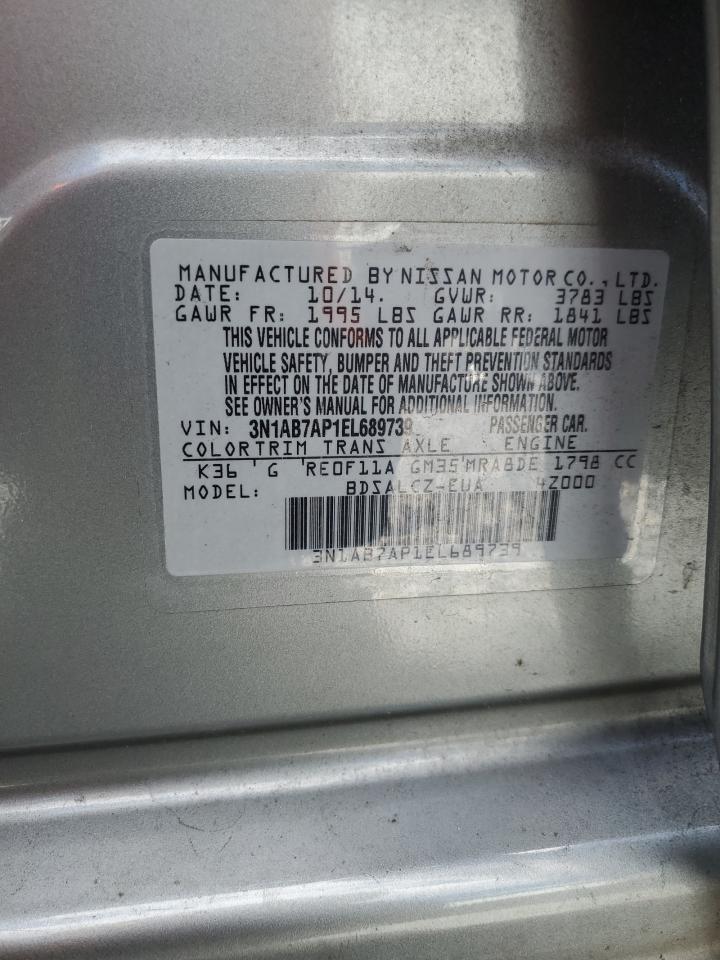 MANUFACTURED BY NISSAN MOTOR CO., LTD.
DATE: 10/14. GVWR: 3783 LBS
GAWR FR: 1995 LBS GAWR RR: 1841 LBS
THIS VEHICLE CONFORMS TO ALL APPLICABLE FEDERAL MOTOR
VEHICLE SAFETY, BUMPER AND THEFT PREVENTION STANDARDS
IN EFFECT ON THE DATE OF MANUFACTURE SHOWN ABOVE.
SEE OWNER'S MANUAL FOR ADDITIONAL INFORMATION.
VIN: 3N1AB7AP1EL689739 PASSENGER CAR.
COLOR TRIM TRANS AXLE ENGINE
K36 'G 'RE0F11A GM35'MRA8DE 1798 CC
MODEL: BDSALCZ-EUA 4Z000
3N1AB7AP1EL689739